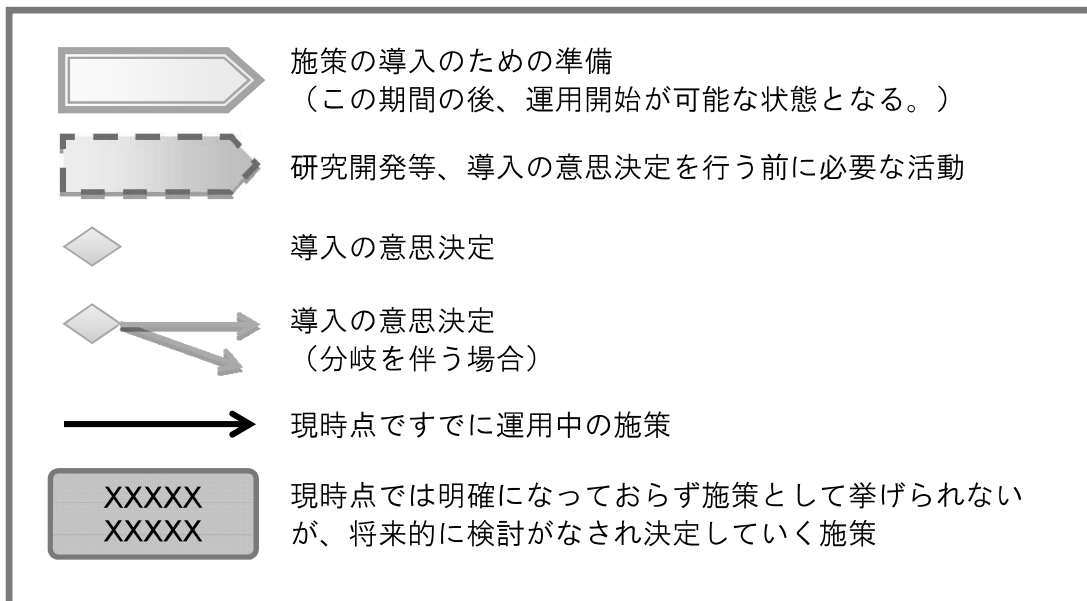 施策の導入のための準備
（この期間の後、運用開始が可能な状態となる。）
研究開発等、導入の意思決定を行う前に必要な活動
導入の意思決定
導入の意思決定
（分岐を伴う場合）
現時点ですでに運用中の施策
XXXXX
XXXXX
現時点では明確になっておらず施策として挙げられない
が、将来的に検討がなされ決定していく施策